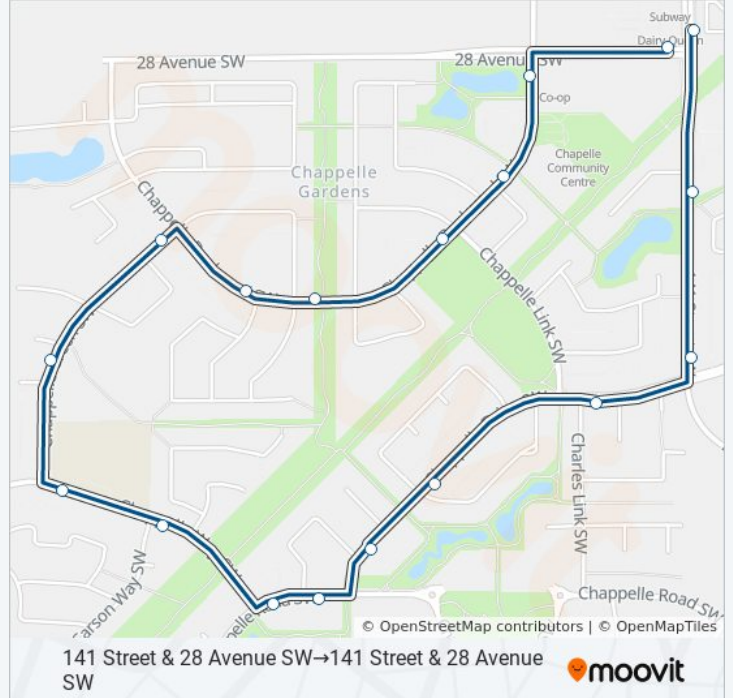 Subway
Dairy Queen
28 Avenue SW
28 Avenue SW
Co-op
Chappelle
Community
Centre
Chappelle
Gardens
Chappelle Link SW
Charles Link SW
Carson Way SW
Chappelle Road SW
© OpenStreetMap contributors | © OpenMapTiles
141 Street & 28 Avenue SW→141 Street & 28 Avenue
SW
moovit